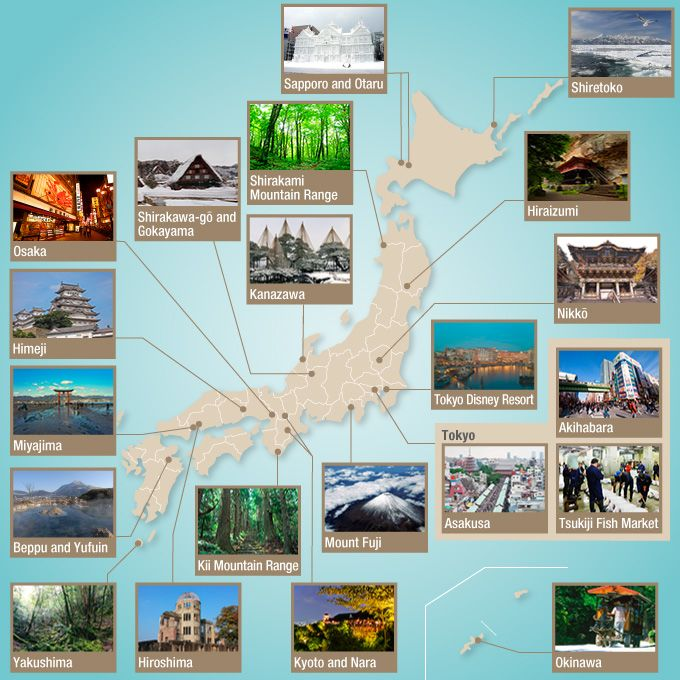 Sapporo and Otaru
Shiretoko
Shirakami
Mountain Range
Hiraizumi
Shirakawa-gō and
Gokayama
Osaka
Kanazawa
Nikkō
Himeji
Tokyo Disney Resort
Akihabara
Miyajima
Tokyo
Asakusa
Tsukiji Fish Market
Beppu and Yufuin
Kii Mountain Range
Mount Fuji
Yakushima
Hiroshima
Kyoto and Nara
Okinawa